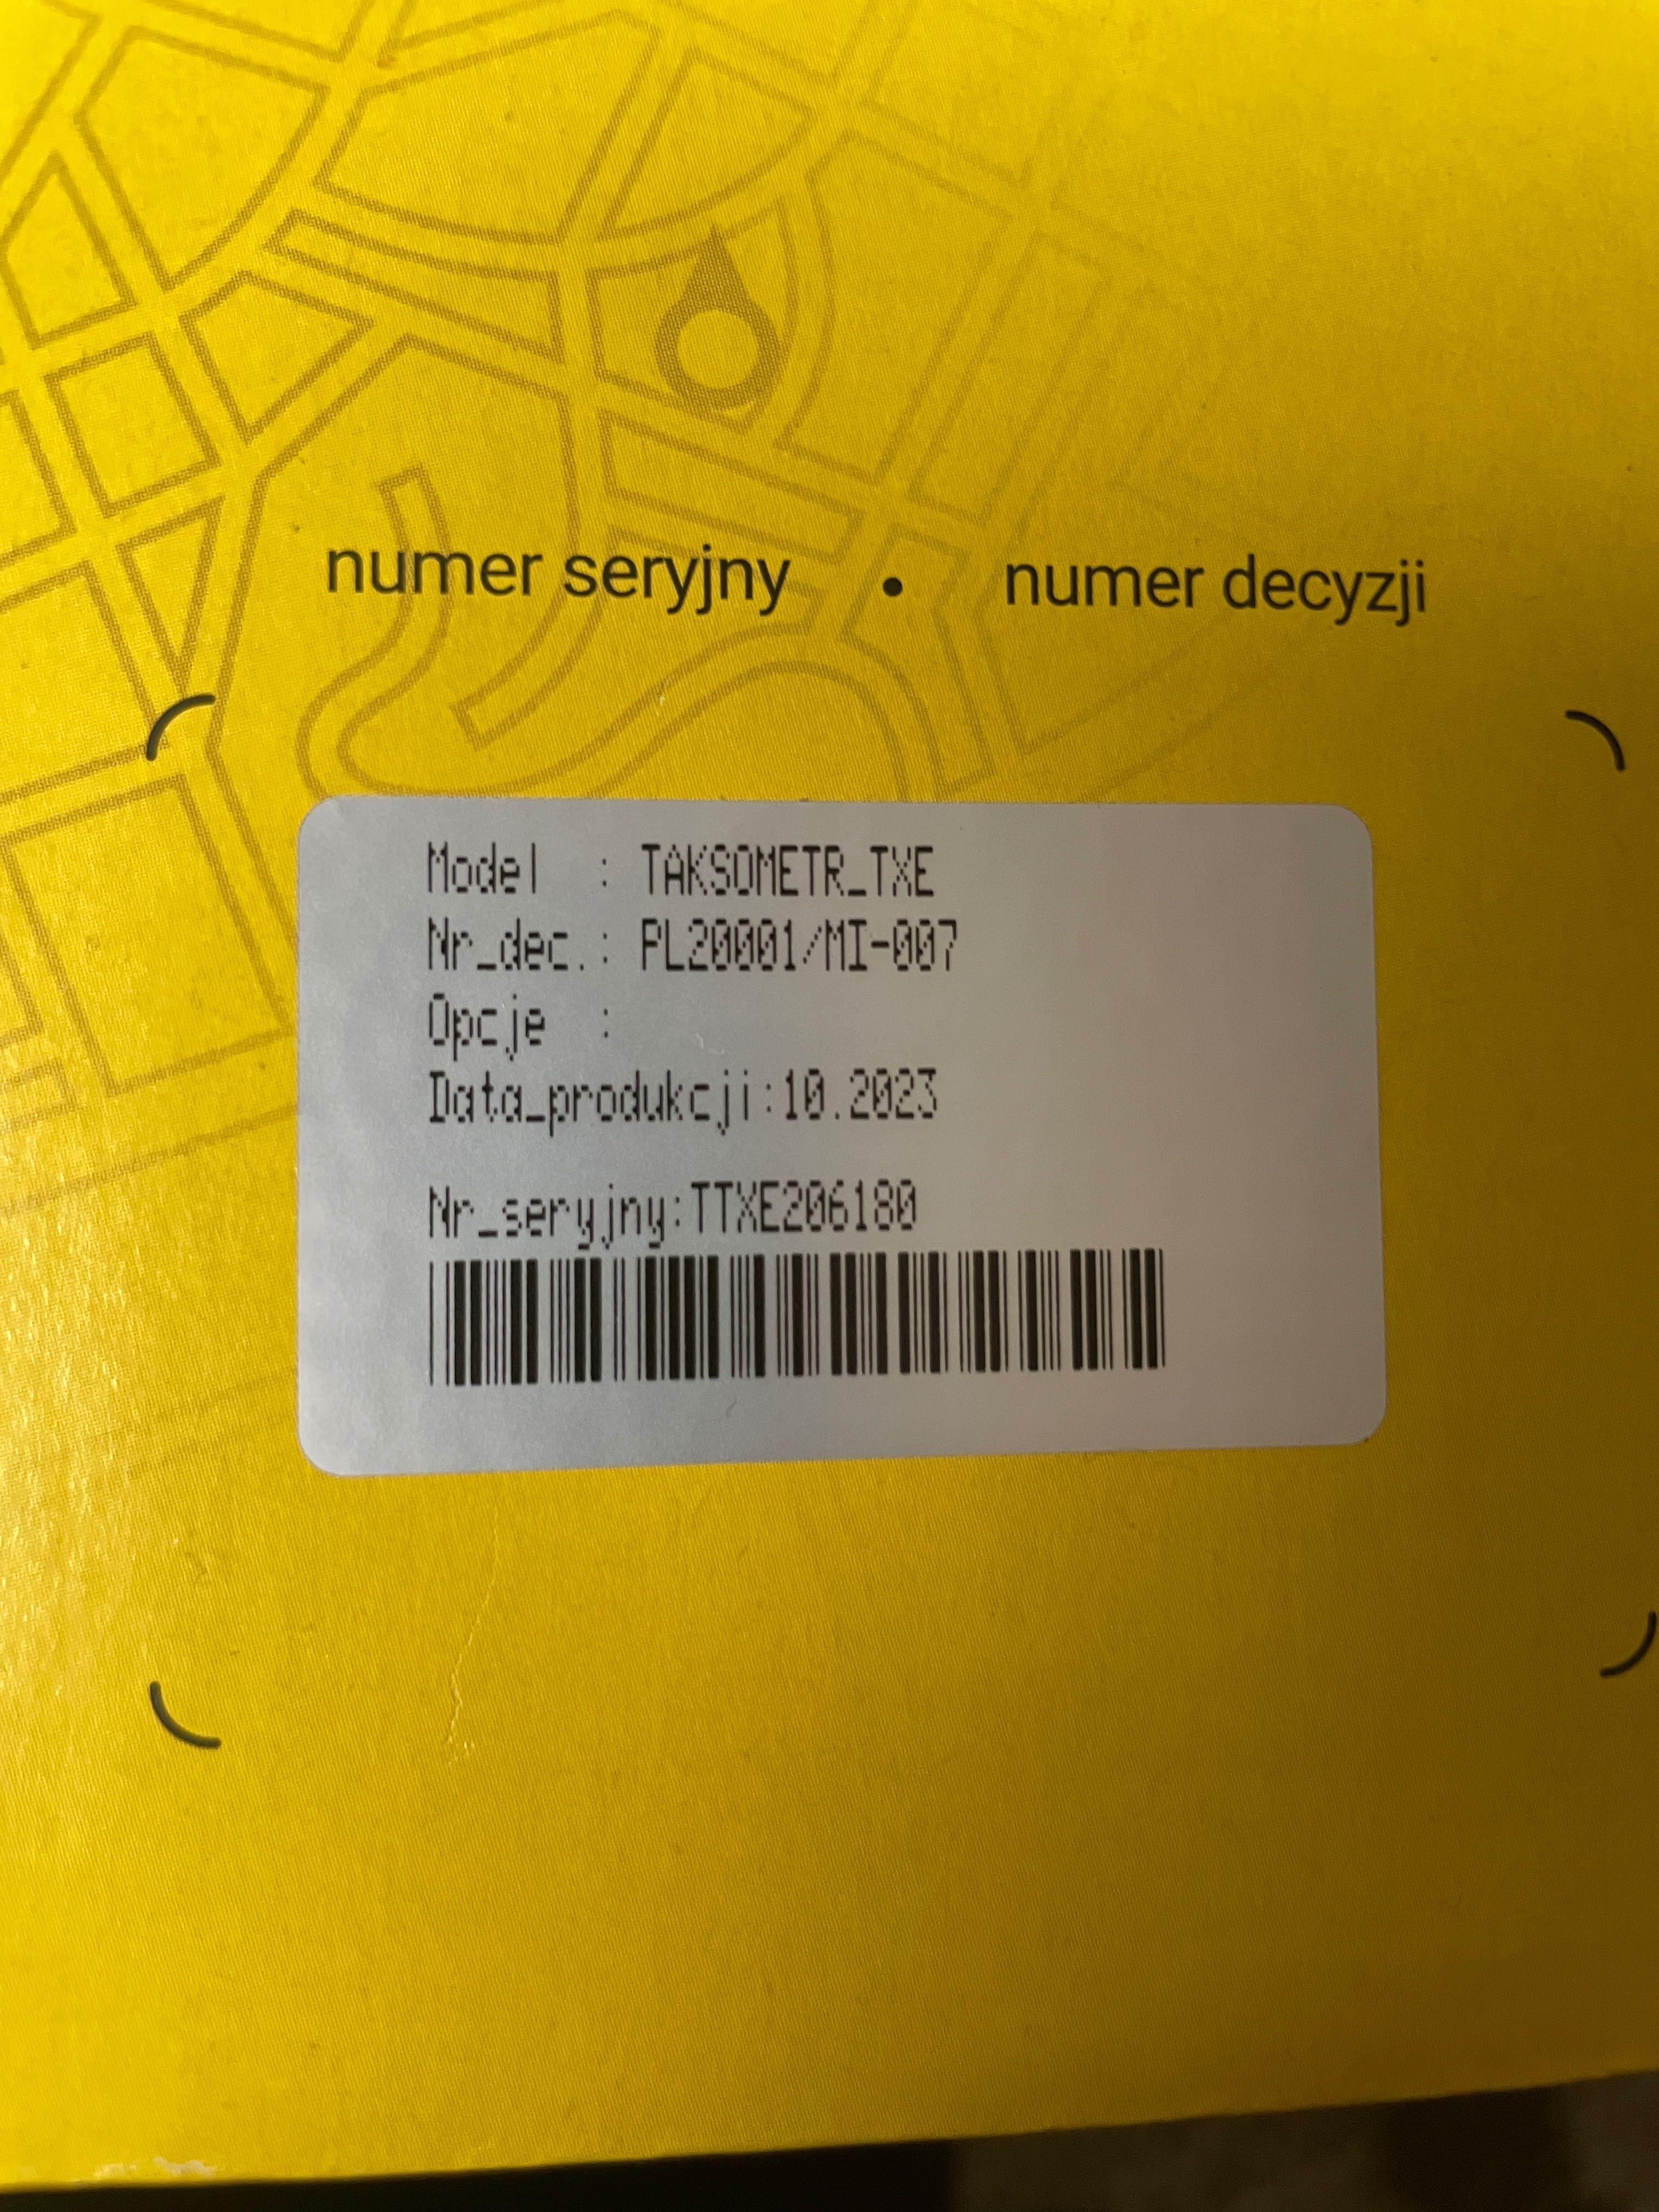 numer seryjny • numer decyzji
Model : TAKSOMETR_TXE
Nr_dec.: PL20001/MI-007
Opcje :
Data_produkcji:10.2023
Nr_seryjny:TTXE206180